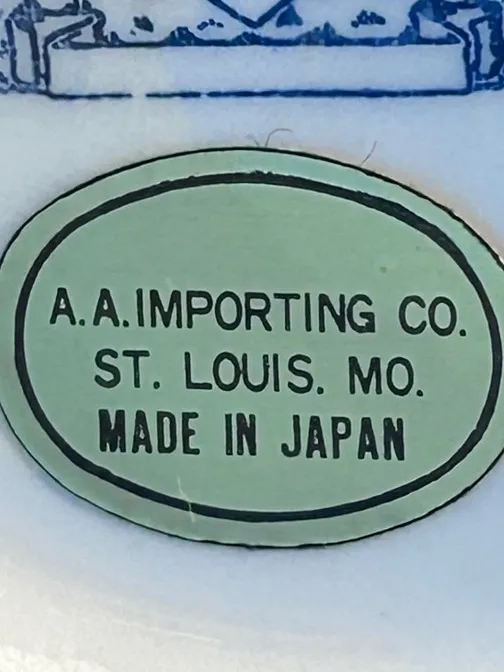 A.A.IMPORTING CO.
ST. LOUIS. MO.
MADE IN JAPAN